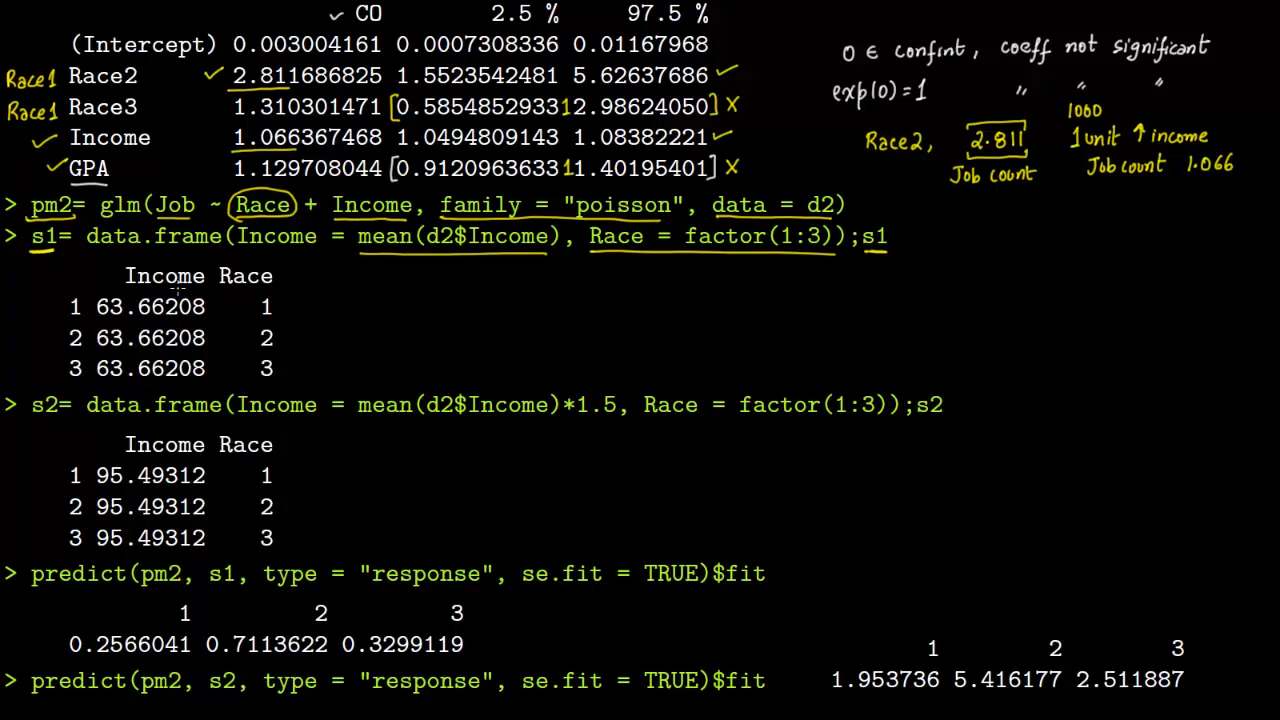 ✓ CO 2.5 % 97.5 %
(Intercept) 0.003004161 0.0007308336 0.01167968
Race1 Race2 ✓ 2.811686825 1.5523542481 5.62637686 ✓
Race1 Race3 1.310301471 [0.5854852933 1 2.98624050] X
✓ Income 1.066367468 1.0494809143 1.08382221 ✓
✓ GPA 1.129708044 [0.9120963633 1 1.40195401] X
0 ∈ confint, coeff not significant
exp(0) = 1 " " "
1000
Race2, 2.811 1 unit ↑ income
Job count Job count 1.066
> pm2= glm(Job ~ Race + Income, family = "poisson", data = d2)
> s1= data.frame(Income = mean(d2$Income), Race = factor(1:3));s1
Income Race
1 63.66208 1
2 63.66208 2
3 63.66208 3
> s2= data.frame(Income = mean(d2$Income)*1.5, Race = factor(1:3));s2
Income Race
1 95.49312 1
2 95.49312 2
3 95.49312 3
> predict(pm2, s1, type = "response", se.fit = TRUE)$fit
1 2 3
0.2566041 0.7113622 0.3299119
> predict(pm2, s2, type = "response", se.fit = TRUE)$fit
1 2 3
1.953736 5.416177 2.511887